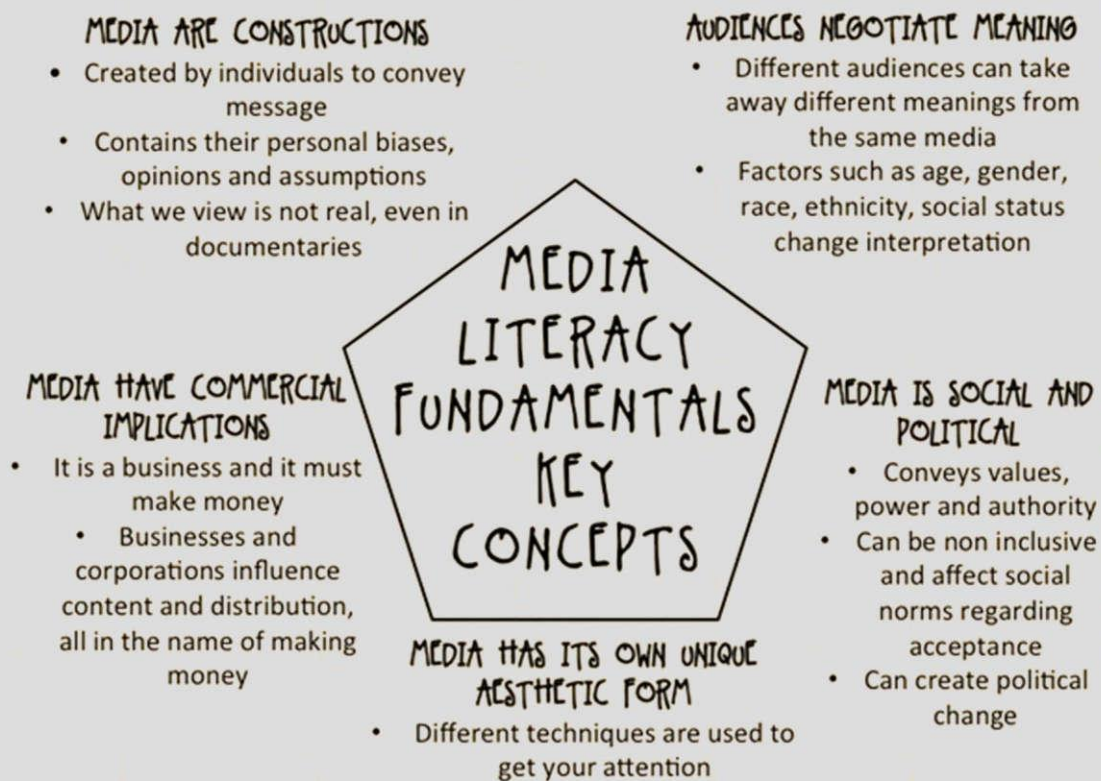 MEDIA ARE CONSTRUCTIONS
• Created by individuals to convey
message
• Contains their personal biases,
opinions and assumptions
• What we view is not real, even in
documentaries
AUDIENCES NEGOTIATE MEANING
• Different audiences can take
away different meanings from
the same media
• Factors such as age, gender,
race, ethnicity, social status
change interpretation
MEDIA
LITERACY
FUNDAMENTALS
KEY
CONCEPTS
MEDIA HAVE COMMERCIAL
IMPLICATIONS
• It is a business and it must
make money
• Businesses and
corporations influence
content and distribution,
all in the name of making
money
MEDIA IS SOCIAL AND
POLITICAL
• Conveys values,
power and authority
• Can be non inclusive
and affect social
norms regarding
acceptance
• Can create political
change
MEDIA HAS ITS OWN UNIQUE
AESTHETIC FORM
• Different techniques are used to
get your attention